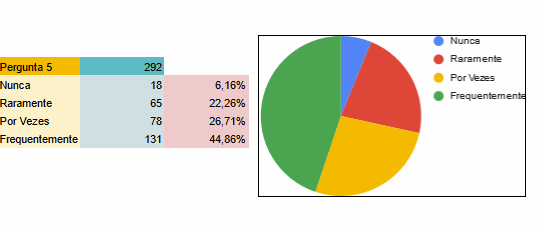 Pergunta 5 292
Nunca 18 6,16%
Raramente 65 22,26%
Por Vezes 78 26,71%
Frequentemente 131 44,86%
Nunca
Raramente
Por Vezes
Frequentemente